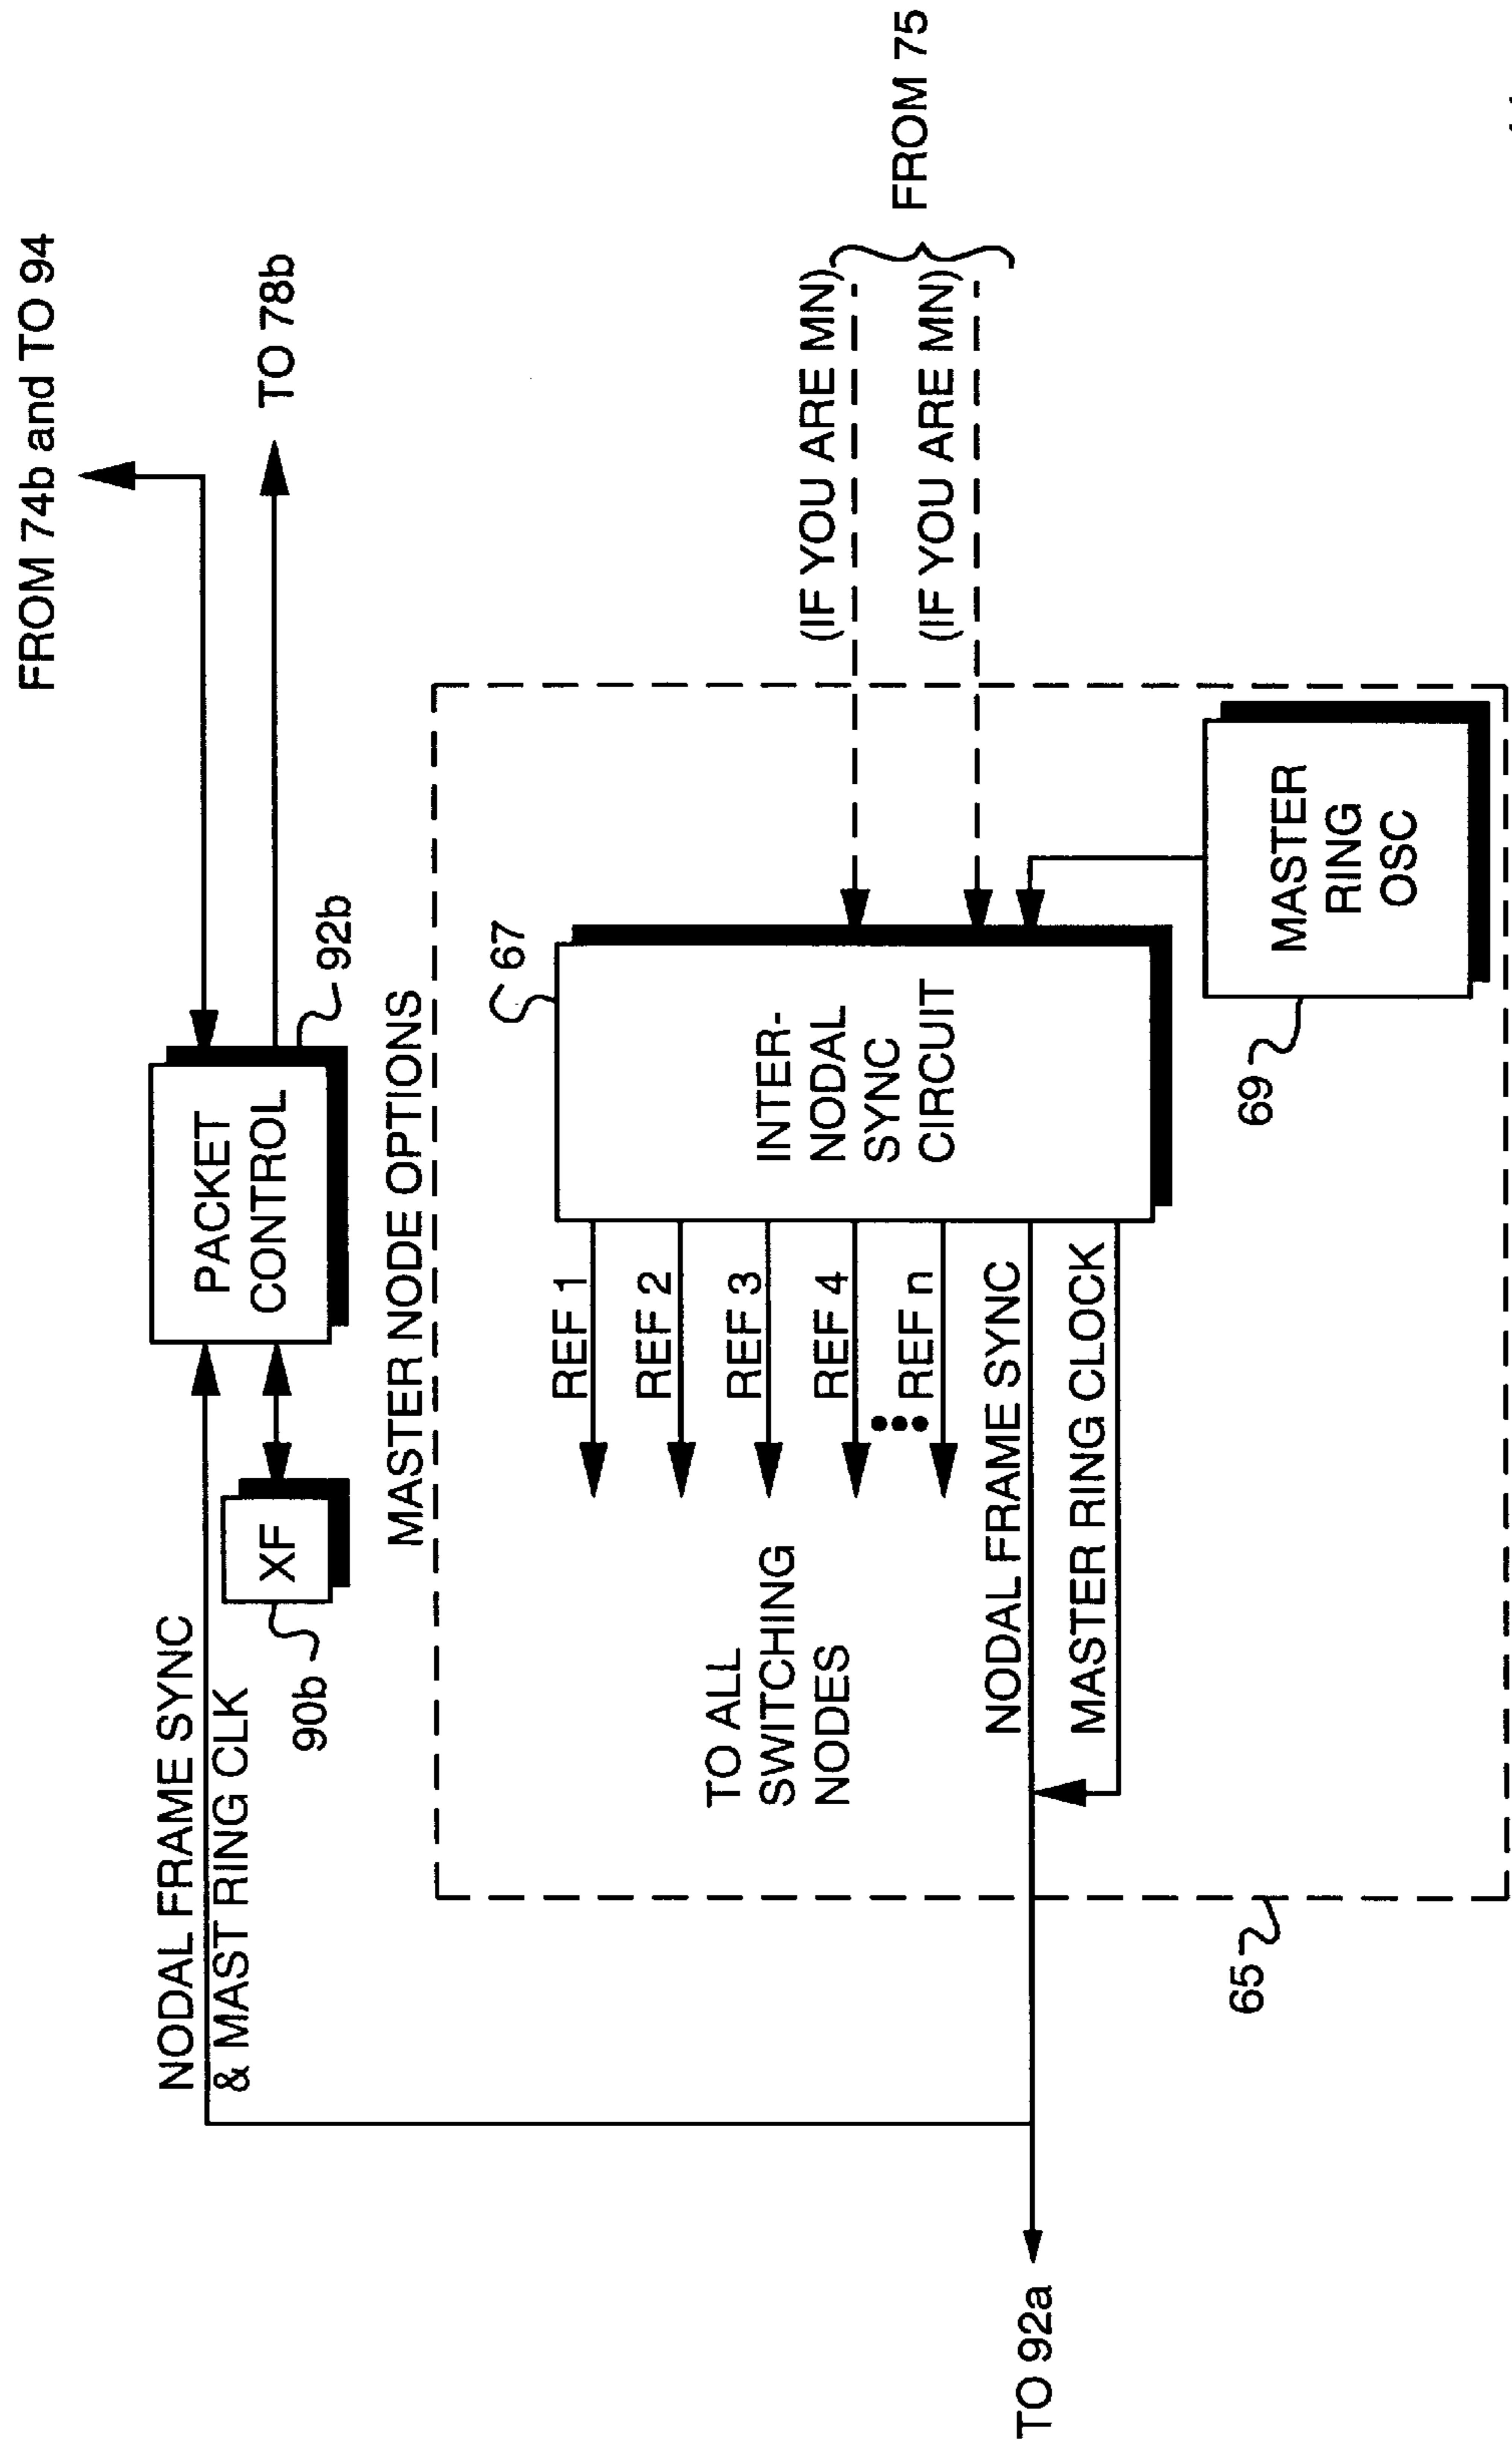 FROM 74b and TO 94
TO 78b
NODAL FRAME SYNC
& MAST RING CLK
PACKET
CONTROL
92b
XF
90b
MASTER NODE OPTIONS
67
REF 1
REF 2
REF 3
REF 4
REF n
TO ALL
SWITCHING
NODES
INTER-
NODAL
SYNC
CIRCUIT
(IF YOU ARE MN)
(IF YOU ARE MN)
FROM 75
NODAL FRAME SYNC
MASTER RING CLOCK
MASTER
RING
OSC
69
65
TO 92a